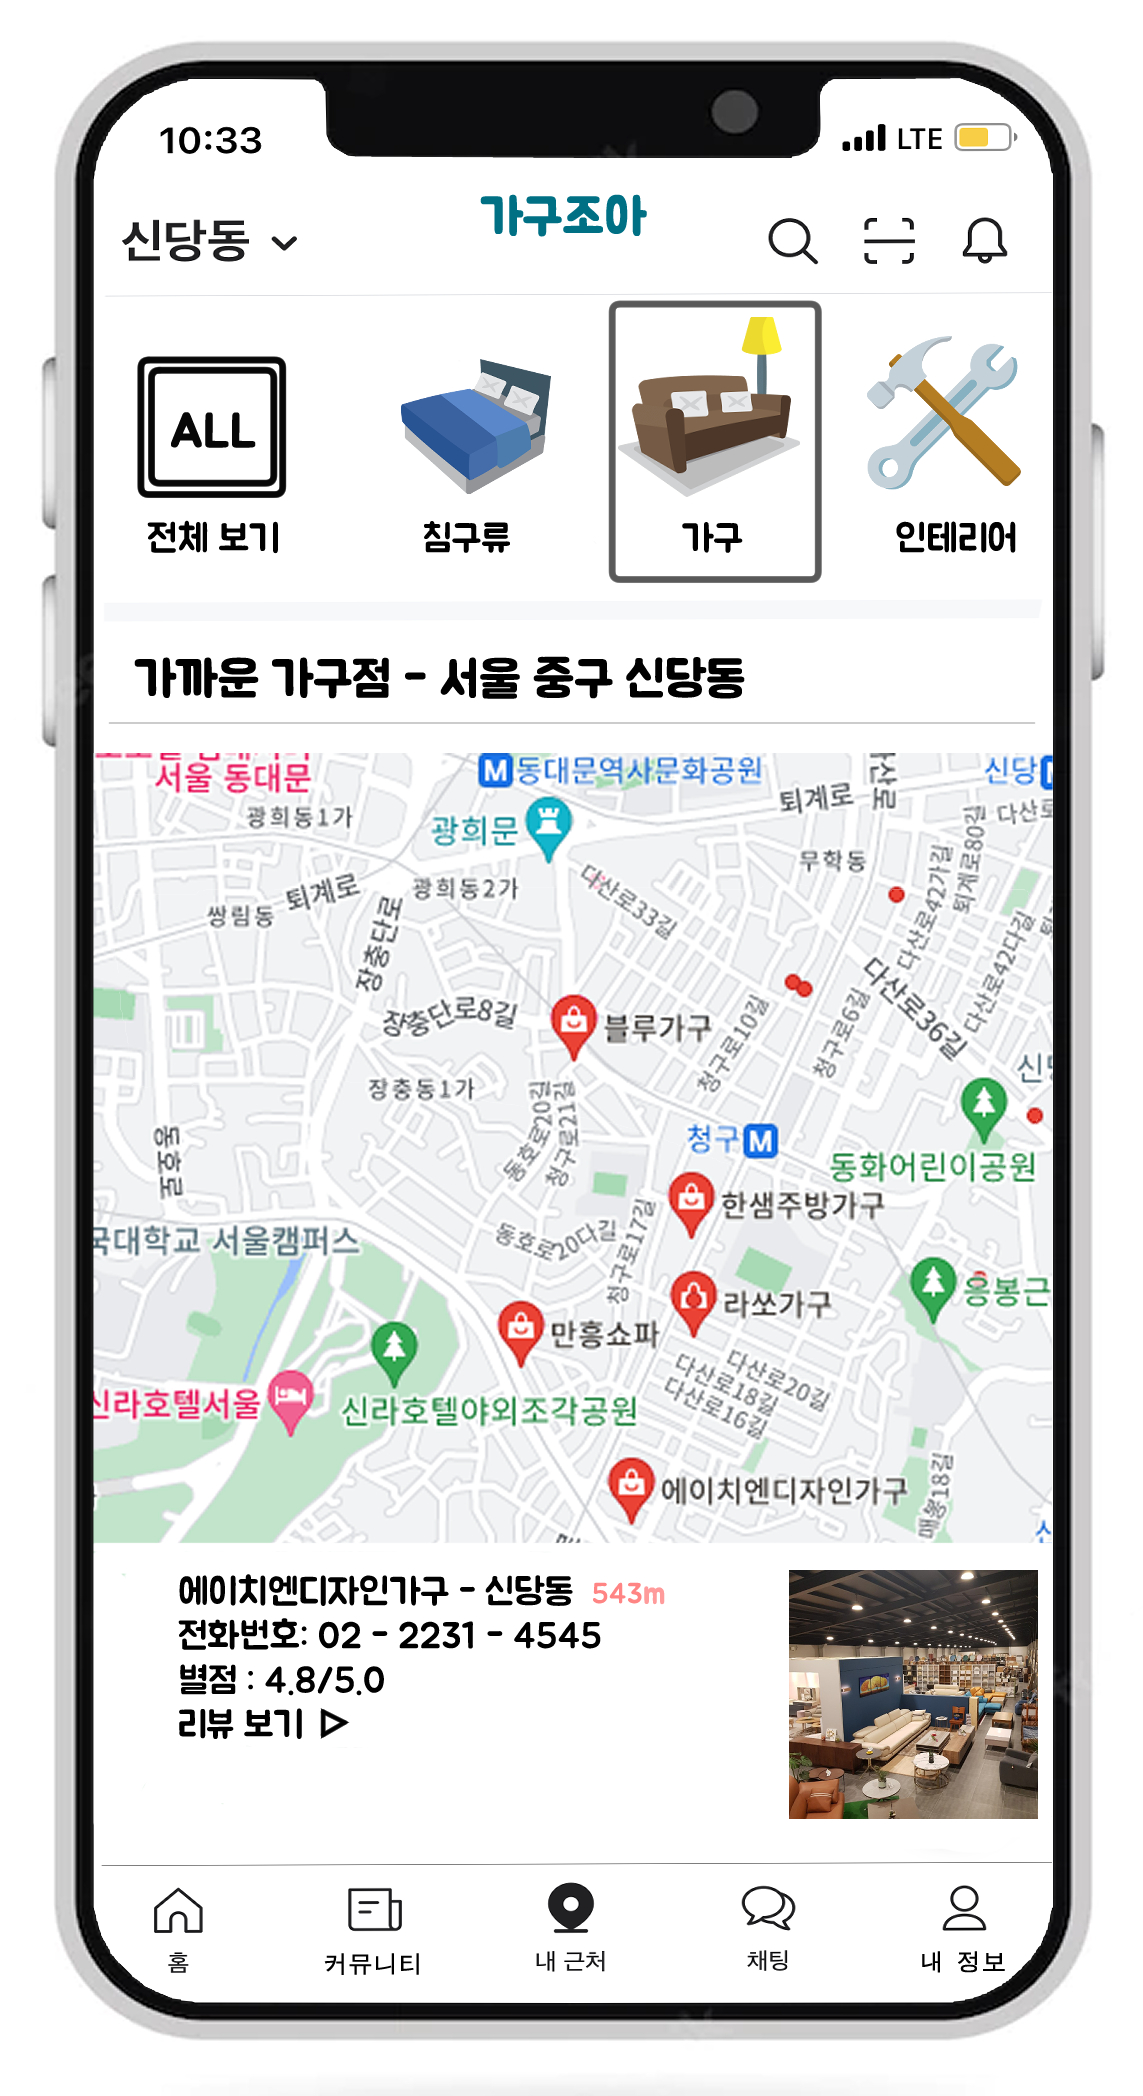 10:33
LTE
신당동
가구조아
ALL
전체 보기
침구류
가구
인테리어
가까운 가구점 - 서울 중구 신당동
서울 동대문
M 동대문역사문화공원
신당
퇴계로
광희동1가
광희문
다산로
무학동
퇴계로80길
다산로42가길
광희동2가
다산로33길
쌍림동
퇴계로
장충단로
다산로42다길
다산로36길
장충단로8길
블루가구
청구로10길
청구로6길
장충동1가
동호로20길
청구로21길
청구 M
동화어린이공원
동호로
한샘주방가구
국대학교 서울캠퍼스
동호로20다길
청구로17길
응봉근
라쏘가구
만흥쇼파
다산로20길
다산로18길
다산로16길
신라호텔서울
신라호텔야외조각공원
에이치엔디자인가구
매봉18길
에이치엔디자인가구 - 신당동 543m
전화번호: 02 - 2231 - 4545
별점 : 4.8/5.0
리뷰 보기
홈
커뮤니티
내 근처
채팅
내 정보